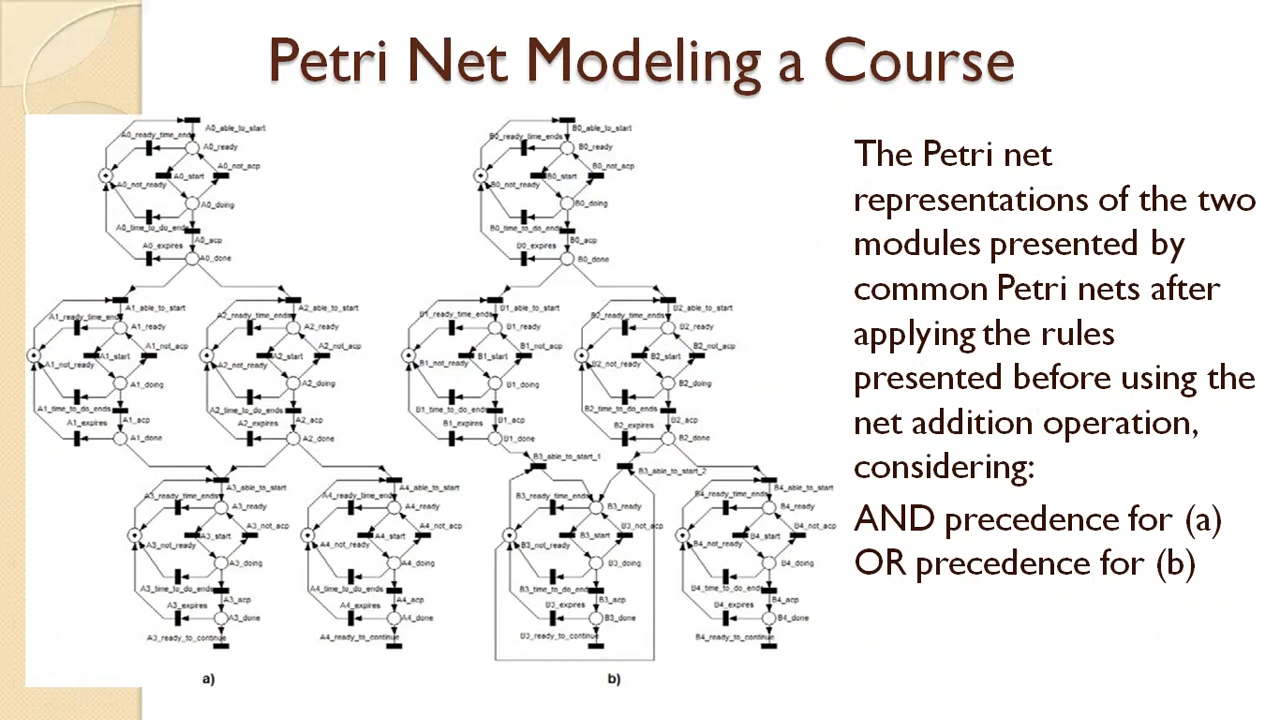 Petri Net Modeling a Course
A0_able_to_start
A0_ready_time_ends
A0_ready
A0_not_acp
A0_start
A0_not_ready
A0_doing
A0_time_to_do_ends
A0_acp
A0_expires
A0_done
A1_able_to_start
A1_ready_time_ends
A1_ready
A1_not_acp
A1_start
A1_not_ready
A1_doing
A1_time_to_do_ends
A1_acp
A1_expires
A1_done
A2_able_to_start
A2_ready_time_ends
A2_ready
A2_not_acp
A2_start
A2_not_ready
A2_doing
A2_time_to_do_ends
A2_acp
A2_expires
A2_done
A3_able_to_start
A3_ready_time_ends
A3_ready
A3_not_acp
A3_start
A3_not_ready
A3_doing
A3_time_to_do_ends
A3_acp
A3_expires
A3_done
A3_ready_to_continue
A4_able_to_start
A4_ready_time_ends
A4_ready
A4_not_acp
A4_start
A4_not_ready
A4_doing
A4_time_to_do_ends
A4_acp
A4_expires
A4_done
A4_ready_to_continue
a)
B0_able_to_start
B0_ready_time_ends
B0_ready
B0_not_acp
B0_start
B0_not_ready
B0_doing
B0_time_to_do_ends
B0_acp
B0_expires
B0_done
B1_able_to_start
B1_ready_time_ends
B1_ready
B1_not_acp
B1_start
B1_not_ready
B1_doing
B1_time_to_do_ends
B1_acp
B1_expires
B1_done
B2_able_to_start
B2_ready_time_ends
B2_ready
B2_not_acp
B2_start
B2_not_ready
B2_doing
B2_time_to_do_ends
B2_acp
B2_expires
B2_done
B3_able_to_start_1
B3_able_to_start_2
B3_ready_time_ends
B3_ready
B3_not_acp
B3_start
B3_not_ready
B3_doing
B3_time_to_do_ends
B3_acp
B3_expires
B3_done
B3_ready_to_continue
B4_able_to_start
B4_ready_time_ends
B4_ready
B4_not_acp
B4_start
B4_not_ready
B4_doing
B4_time_to_do_ends
B4_acp
B4_expires
B4_done
B4_ready_to_continue
b)
The Petri net
representations of the two
modules presented by
common Petri nets after
applying the rules
presented before using the
net addition operation,
considering:
AND precedence for (a)
OR precedence for (b)